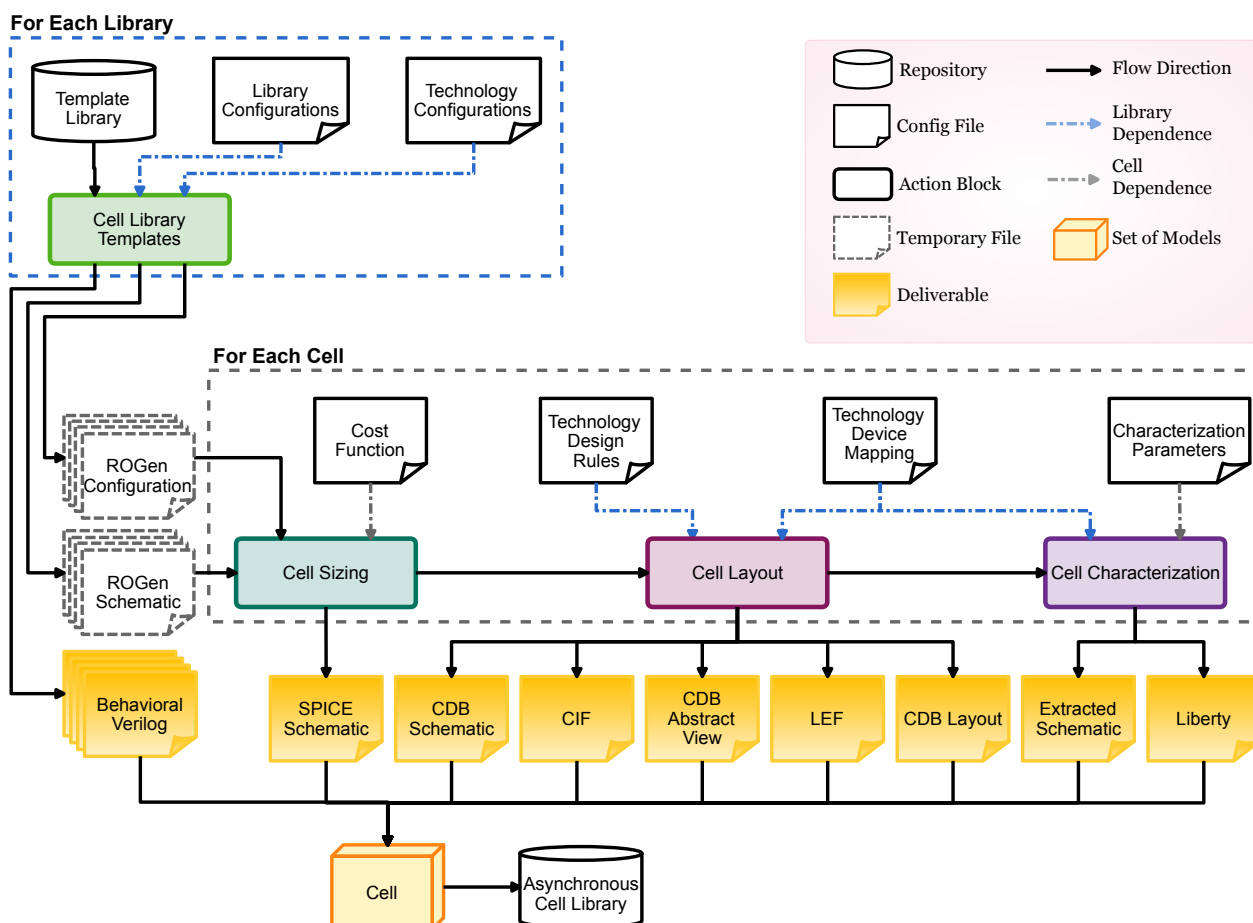 For Each Library
Template
Library
Library
Configurations
Technology
Configurations
Cell Library
Templates
Repository
Flow Direction
Config File
Library
Dependence
Action Block
Cell
Dependence
Temporary File
Set of Models
Deliverable
For Each Cell
ROGen
Configuration
Cost
Function
Technology
Design
Rules
Technology
Device
Mapping
Characterization
Parameters
ROGen
Schematic
Cell Sizing
Cell Layout
Cell Characterization
Behavioral
Verilog
SPICE
Schematic
CDB
Schematic
CIF
CDB
Abstract
View
LEF
CDB Layout
Extracted
Schematic
Liberty
Cell
Asynchronous
Cell Library